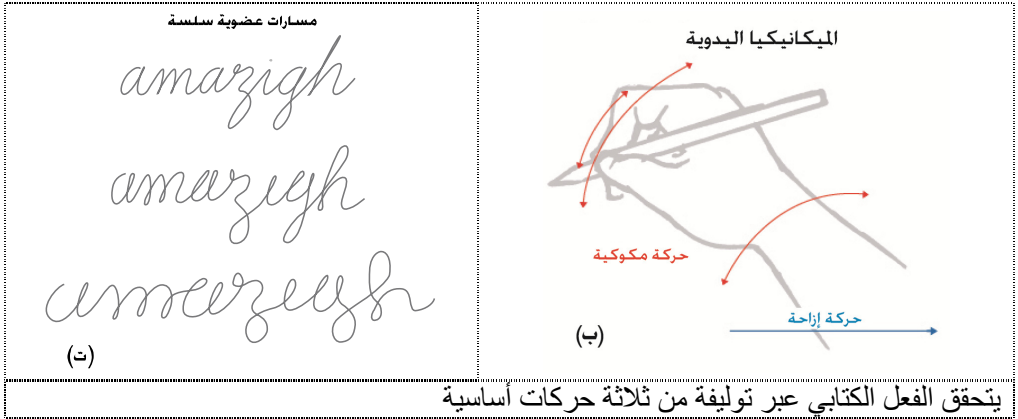 الميكانيكيا اليدوية
حركة مكوكية
حركة إزاحة
(ب)
مسارات عضوية سلسة
amazigh
amazigh
amazigh
(ت)
يتحقق الفعل الكتابي عبر توليفة من ثلاثة حركات أساسية